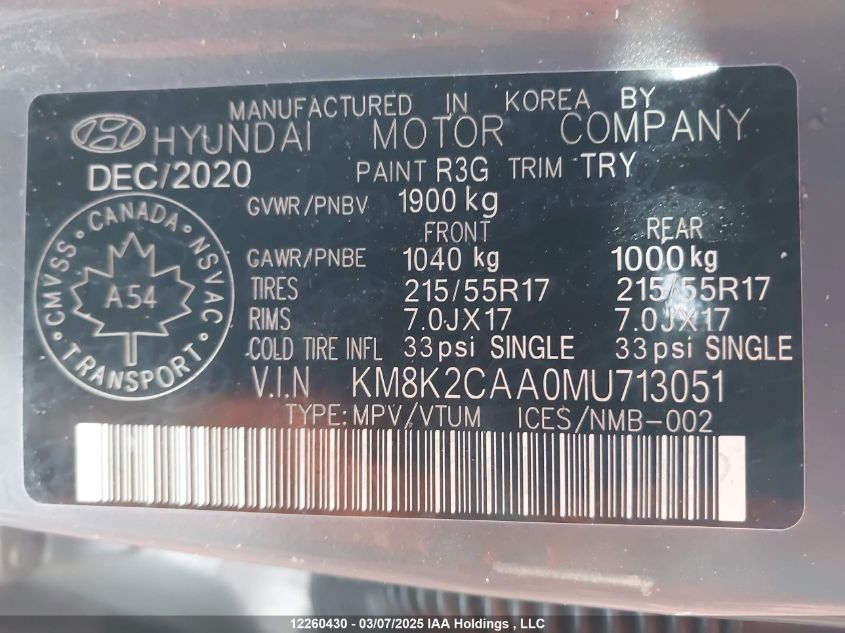 MANUFACTURED IN KOREA BY
HYUNDAI MOTOR COMPANY
DEC/2020 PAINT R3G TRIM TRY
GVWR/PNBV 1900 kg
FRONT REAR
GAWR/PNBE 1040 kg 1000 kg
TIRES 215/55R17 215/55R17
RIMS 7.0JX17 7.0JX17
COLD TIRE INFL 33psi SINGLE 33psi SINGLE
V.I.N KM8K2CAA0MU713051
TYPE:MPV/VTUM ICES/NMB-002
CMVSS • CANADA • NSVAC
A54
• TRANSPORT •
12260430 - 03/07/2025 IAA Holdings , LLC